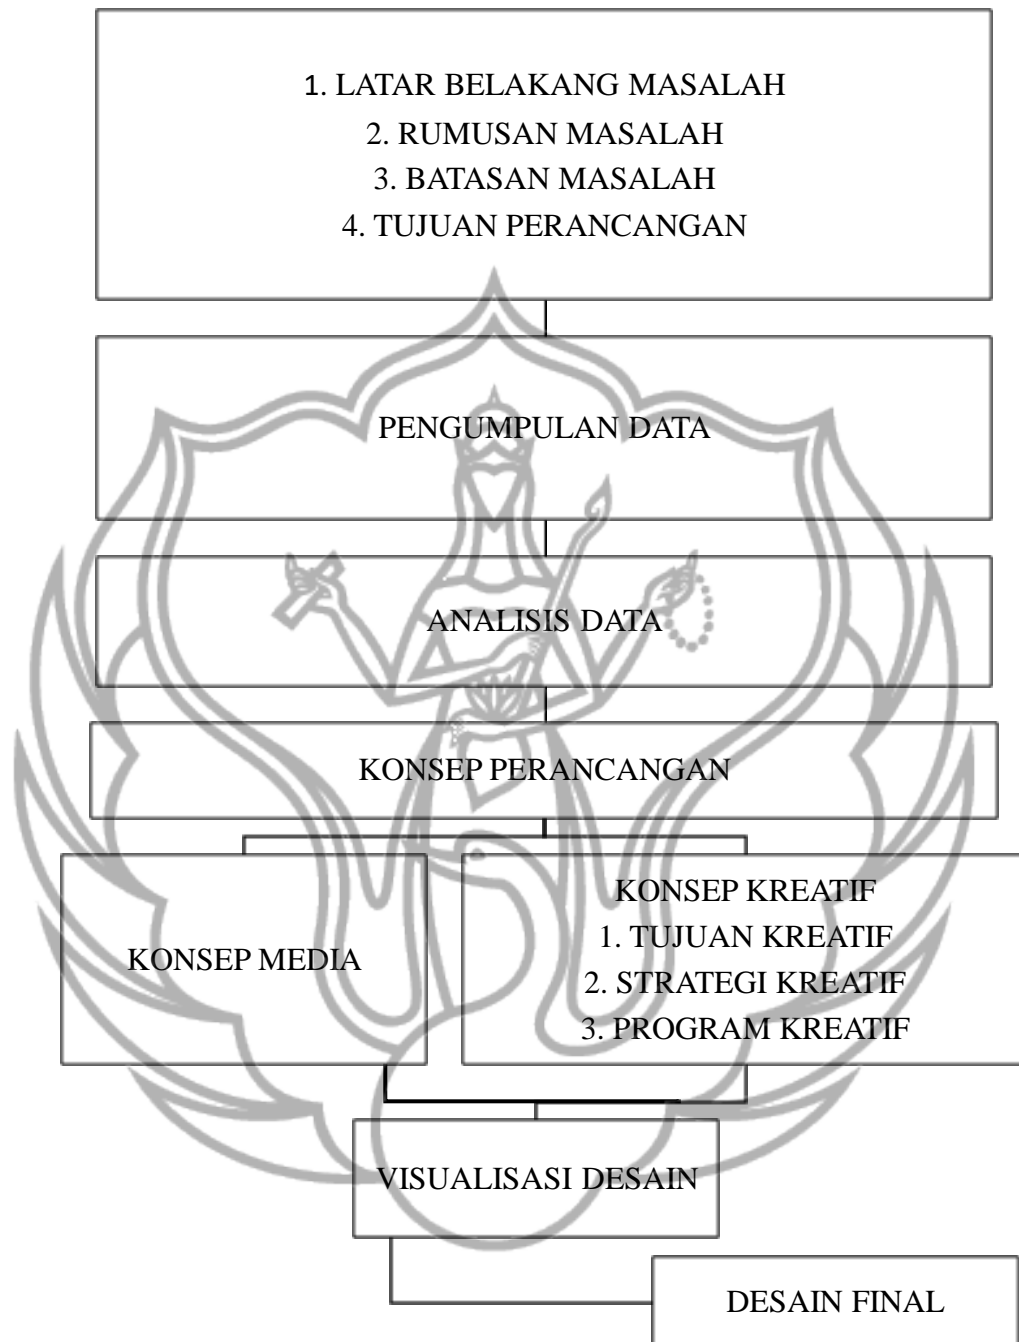 1. LATAR BELAKANG MASALAH
2. RUMUSAN MASALAH
3. BATASAN MASALAH
4. TUJUAN PERANCANGAN
PENGUMPULAN DATA
ANALISIS DATA
KONSEP PERANCANGAN
KONSEP MEDIA
KONSEP KREATIF
1. TUJUAN KREATIF
2. STRATEGI KREATIF
3. PROGRAM KREATIF
VISUALISASI DESAIN
DESAIN FINAL